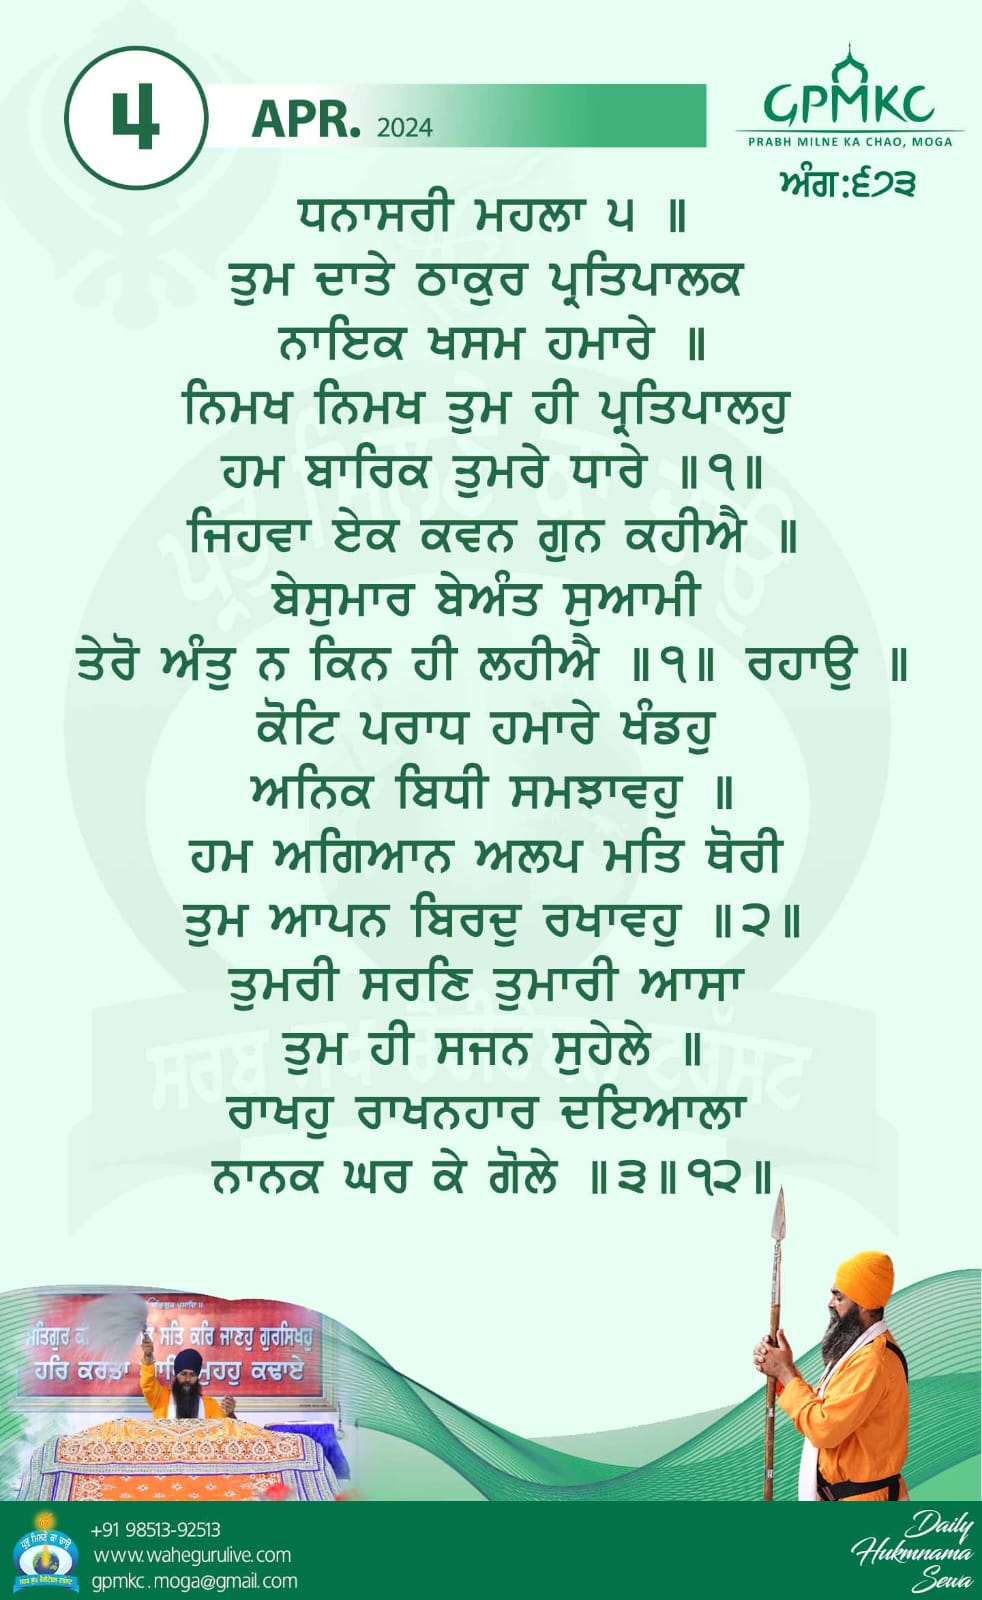 4 APR. 2024
GPMKC
PRABH MILNE KA CHAO, MOGA
ਅੰਗ:੬੭੩
ਧਨਾਸਰੀ ਮਹਲਾ ੫ ॥
ਤੁਮ ਦਾਤੇ ਠਾਕੁਰ ਪ੍ਰਤਿਪਾਲਕ
ਨਾਇਕ ਖਸਮ ਹਮਾਰੇ ॥
ਨਿਮਖ ਨਿਮਖ ਤੁਮ ਹੀ ਪ੍ਰਤਿਪਾਲਹੁ
ਹਮ ਬਾਰਿਕ ਤੁਮਰੇ ਧਾਰੇ ॥੧॥
ਜਿਹਵਾ ਏਕ ਕਵਨ ਗੁਨ ਕਹੀਐ ॥
ਬੇਸੁਮਾਰ ਬੇਅੰਤ ਸੁਆਮੀ
ਤੇਰੋ ਅੰਤੁ ਨ ਕਿਨ ਹੀ ਲਹੀਐ ॥੧॥ ਰਹਾਉ ॥
ਕੋਟਿ ਪਰਾਧ ਹਮਾਰੇ ਖੰਡਹੁ
ਅਨਿਕ ਬਿਧੀ ਸਮਝਾਵਹੁ ॥
ਹਮ ਅਗਿਆਨ ਅਲਪ ਮਤਿ ਥੋਰੀ
ਤੁਮ ਆਪਨ ਬਿਰਦੁ ਰਖਾਵਹੁ ॥੨॥
ਤੁਮਰੀ ਸਰਣਿ ਤੁਮਾਰੀ ਆਸਾ
ਤੁਮ ਹੀ ਸਜਨ ਸੁਹੇਲੇ ॥
ਰਾਖਹੁ ਰਾਖਨਹਾਰ ਦਇਆਲਾ
ਨਾਨਕ ਘਰ ਕੇ ਗੋਲੇ ॥੩॥੧੨॥
ਸਤਿ ਕਰਿ ਜਾਣਹੁ ਗੁਰਸਿਖਹੁ
ਹਰਿ ਕਰਤਾ ਮੁਹਹੁ ਕਢਾਏ
ਪ੍ਰਭ ਮਿਲਣੈ ਕਾ ਚਾਉ
+91 98513-92513
www.wahegurulive.com
gpmkc.moga@gmail.com
Daily
Hukmnama
Sewa